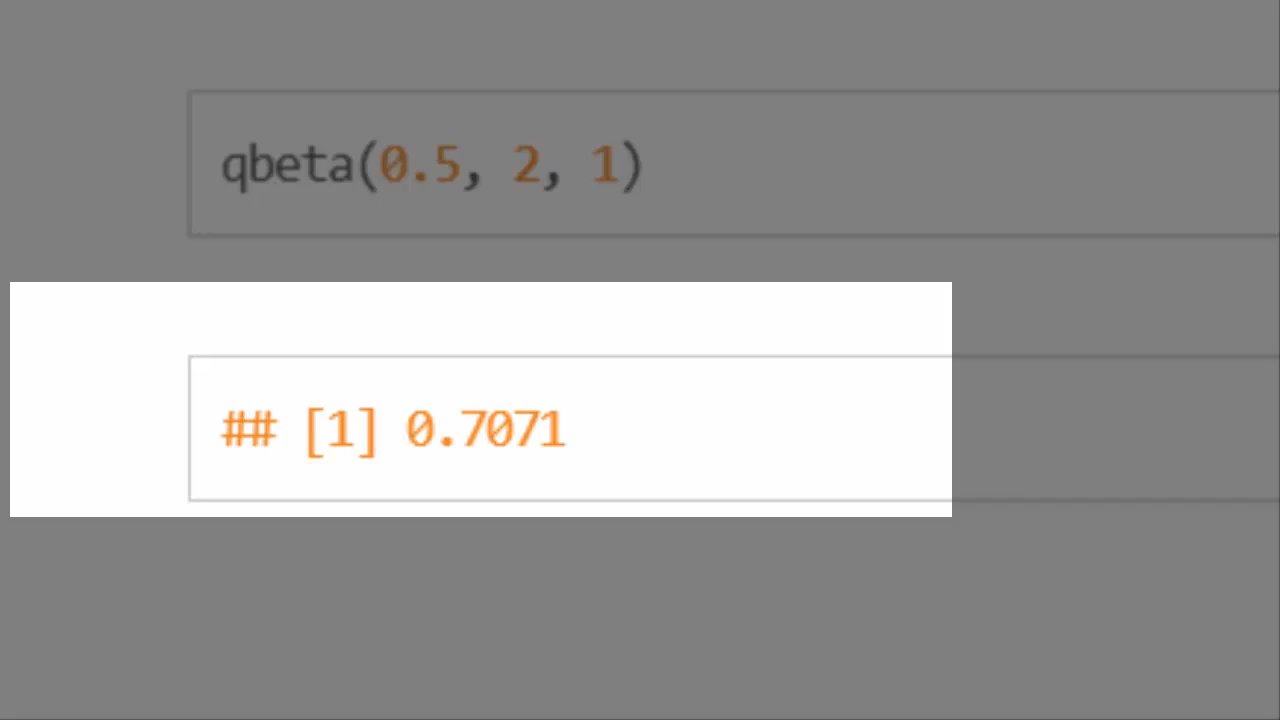 qbeta(0.5, 2, 1)
## [1] 0.7071